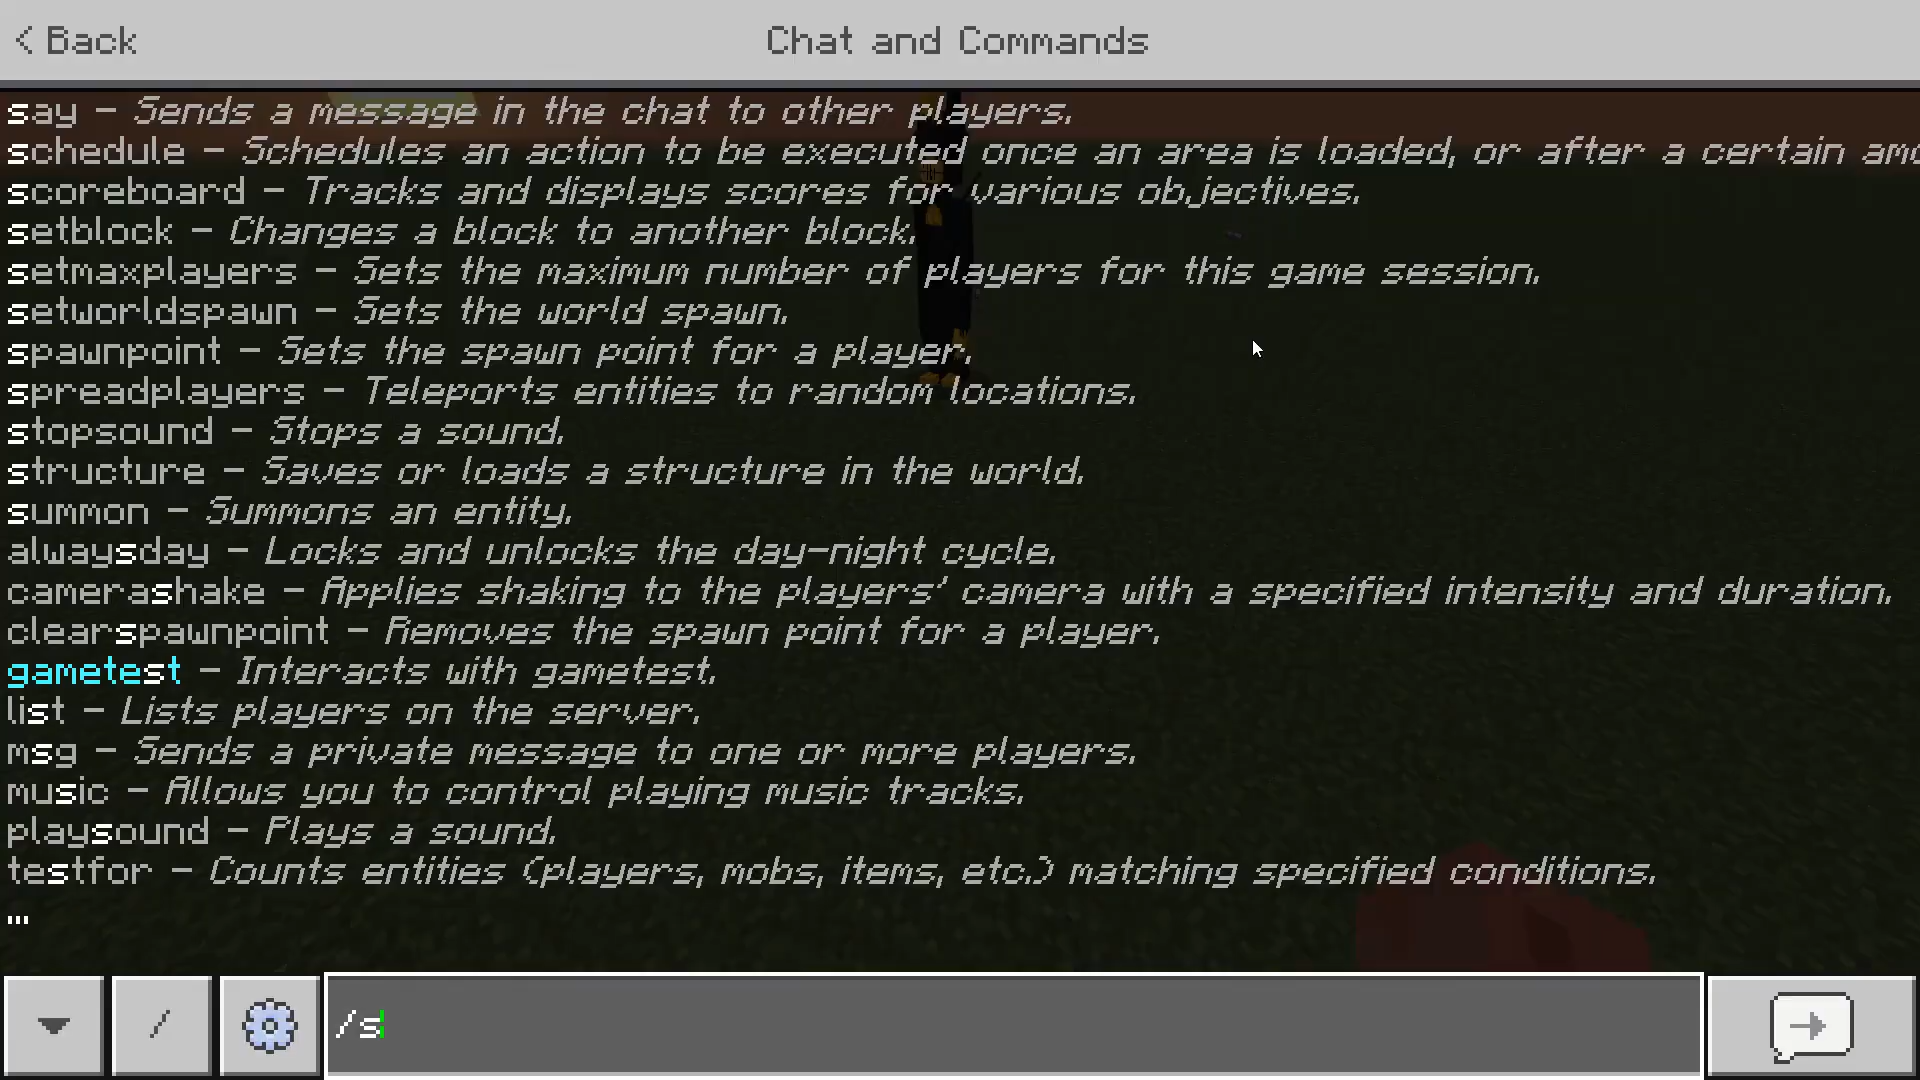 < Back
Chat and Commands
say - Sends a message in the chat to other players.
schedule - Schedules an action to be executed once an area is loaded, or after a certain amo
scoreboard - Tracks and displays scores for various objectives.
setblock - Changes a block to another block.
setmaxplayers - Sets the maximum number of players for this game session.
setworldspawn - Sets the world spawn.
spawnpoint - Sets the spawn point for a player.
spreadplayers - Teleports entities to random locations.
stopsound - Stops a sound.
structure - Saves or loads a structure in the world.
summon - Summons an entity.
alwaysday - Locks and unlocks the day-night cycle.
camerashake - Applies shaking to the players' camera with a specified intensity and duration.
clearspawnpoint - Removes the spawn point for a player.
gametest - Interacts with gametest.
list - Lists players on the server.
msg - Sends a private message to one or more players.
music - Allows you to control playing music tracks.
playsound - Plays a sound.
testfor - Counts entities (players, mobs, items, etc.) matching specified conditions.
...
/
/s